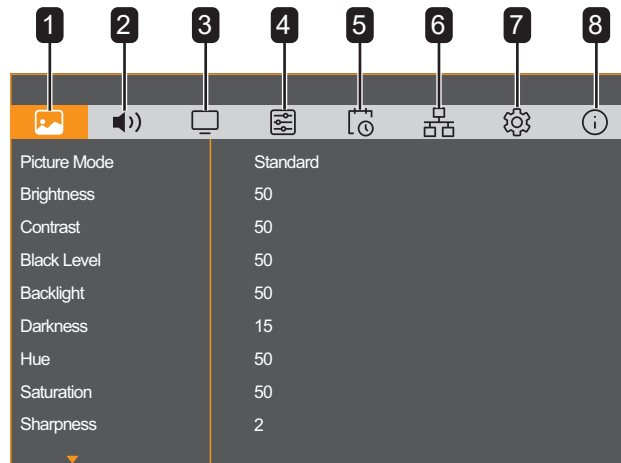 1 2 3 4 5 6 7 8
Picture Mode Standard
Brightness 50
Contrast 50
Black Level 50
Backlight 50
Darkness 15
Hue 50
Saturation 50
Sharpness 2